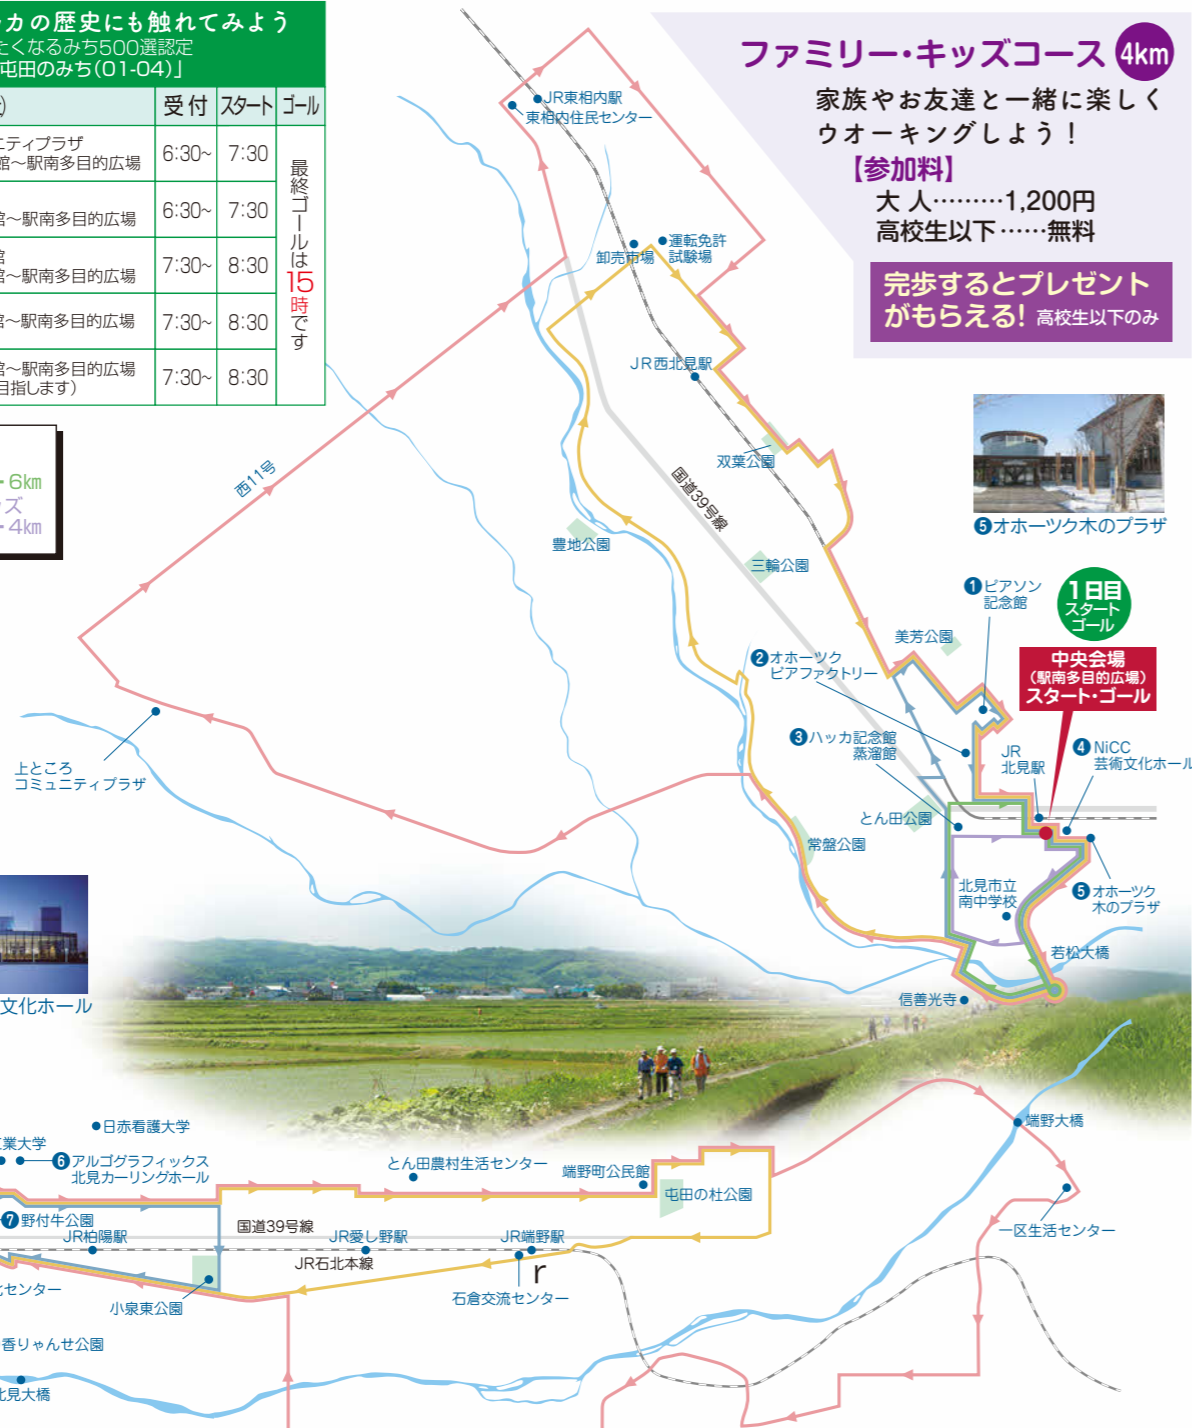 ッカの歴史にも触れてみよう
たくなるみち500選認定
屯田のみち(01-04)」
受付 スタート ゴール
ニティプラザ
館～駅南多目的広場
6:30~ 7:30
館～駅南多目的広場
6:30~ 7:30
館
館～駅南多目的広場
7:30~ 8:30
館～駅南多目的広場
7:30~ 8:30
館～駅南多目的広場
目指します)
7:30~ 8:30
最終ゴールは15時です
・6km
ズ
・4km
ファミリー・キッズコース 4km
家族やお友達と一緒に楽しく
ウオーキングしよう！
【参加料】
大 人………1,200円
高校生以下……無料
完歩するとプレゼント
がもらえる! 高校生以下のみ
JR東相内駅
東相内住民センター
運転免許
試験場
卸売市場
JR西北見駅
双葉公園
国道39号線
西11号
豊地公園
三輪公園
❺オホーツク木のプラザ
❶ピアソン
記念館
1日目
スタート
ゴール
美芳公園
中央会場
(駅南多目的広場)
スタート・ゴール
❷オホーツク
ビアファクトリー
❸ハッカ記念館
蒸溜館
JR
北見駅
❹NiCC
芸術文化ホール
上ところ
コミュニティプラザ
とん田公園
常盤公園
北見市立
南中学校
❺オホーツク
木のプラザ
若松大橋
信善光寺
文化ホール
日赤看護大学
業大学
❻アルゴグラフィックス
北見カーリングホール
とん田農村生活センター
端野町公民館
屯田の杜公園
端野大橋
一区生活センター
❼野付牛公園
JR柏陽駅
国道39号線
JR愛し野駅
JR端野駅
JR石北本線
r
石倉交流センター
センター
小泉東公園
香りゃんせ公園
北見大橋